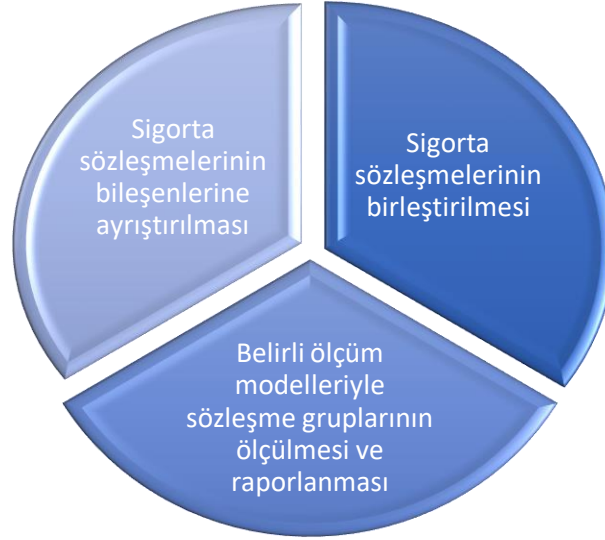 Sigorta
sözleşmelerinin
bileşenlerine
ayrıştırılması
Sigorta
sözleşmelerinin
birleştirilmesi
Belirli ölçüm
modelleriyle
sözleşme gruplarının
ölçülmesi ve
raporlanması